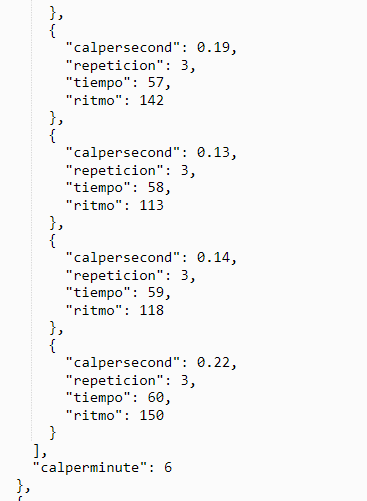 },
{
"calpersecond": 0.19,
"repeticion": 3,
"tiempo": 57,
"ritmo": 142
},
{
"calpersecond": 0.13,
"repeticion": 3,
"tiempo": 58,
"ritmo": 113
},
{
"calpersecond": 0.14,
"repeticion": 3,
"tiempo": 59,
"ritmo": 118
},
{
"calpersecond": 0.22,
"repeticion": 3,
"tiempo": 60,
"ritmo": 150
}
],
"calperminute": 6
},
{